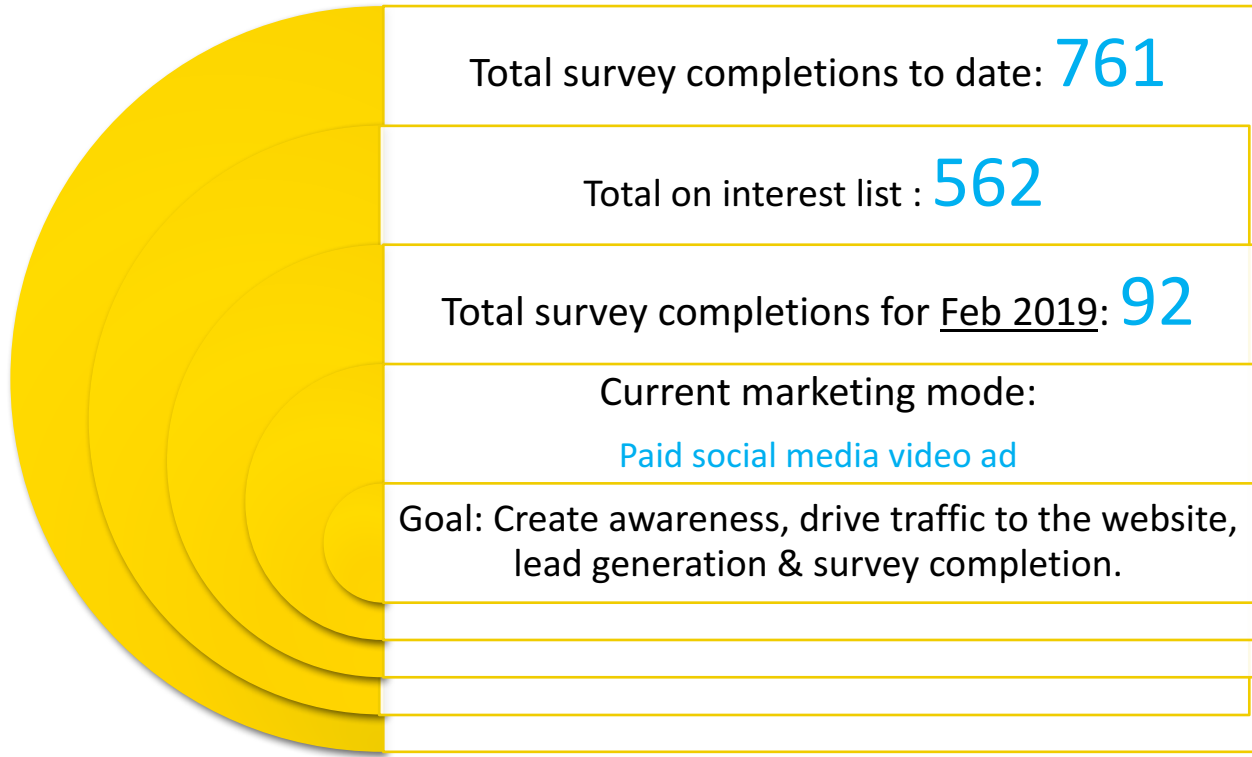 Total survey completions to date: 761
Total on interest list : 562
Total survey completions for Feb 2019: 92
Current marketing mode:
Paid social media video ad
Goal: Create awareness, drive traffic to the website,
lead generation & survey completion.